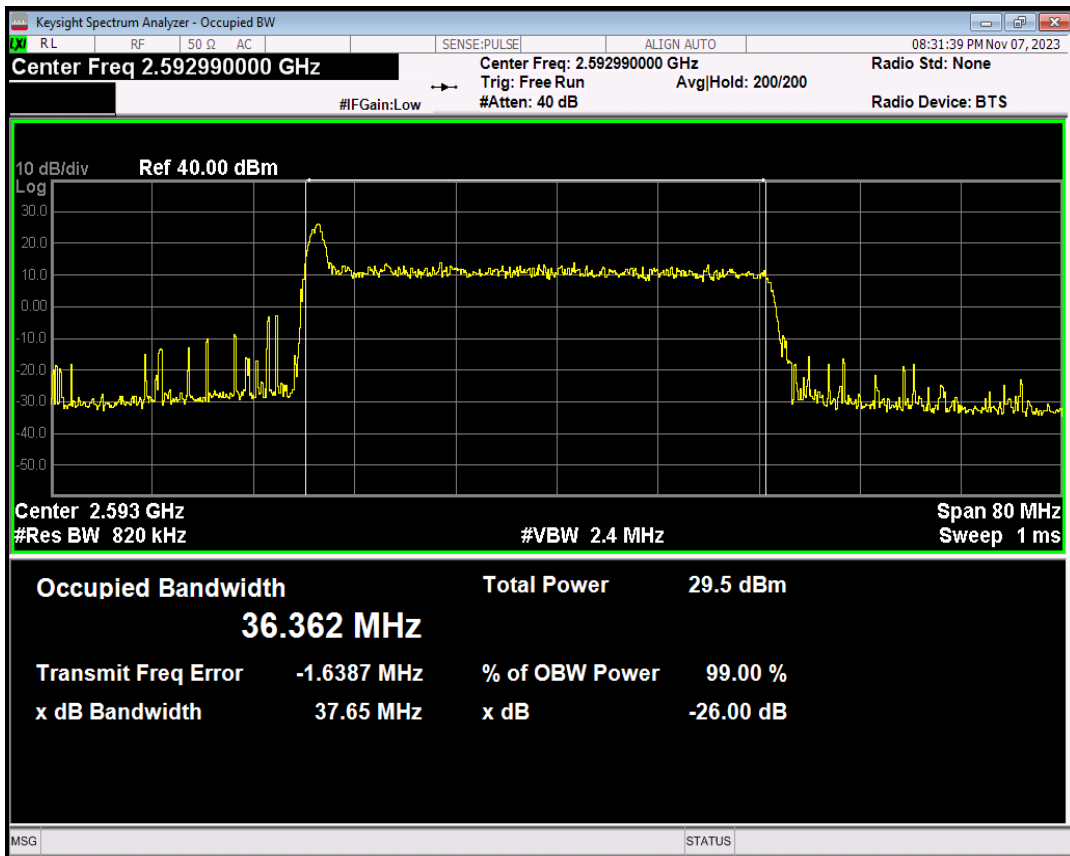 Keysight Spectrum Analyzer - Occupied BW
LXI RL RF 50 Ω AC SENSE:PULSE ALIGN AUTO 08:31:39 PM Nov 07, 2023
Center Freq 2.592990000 GHz Center Freq: 2.592990000 GHz Radio Std: None
Trig: Free Run Avg|Hold: 200/200
#IFGain:Low #Atten: 40 dB Radio Device: BTS
10 dB/div Ref 40.00 dBm
Log
30.0
20.0
10.0
0.00
-10.0
-20.0
-30.0
-40.0
-50.0
Center 2.593 GHz Span 80 MHz
#Res BW 820 kHz #VBW 2.4 MHz Sweep 1 ms
Occupied Bandwidth Total Power 29.5 dBm
36.362 MHz
Transmit Freq Error -1.6387 MHz % of OBW Power 99.00 %
x dB Bandwidth 37.65 MHz x dB -26.00 dB
MSG STATUS